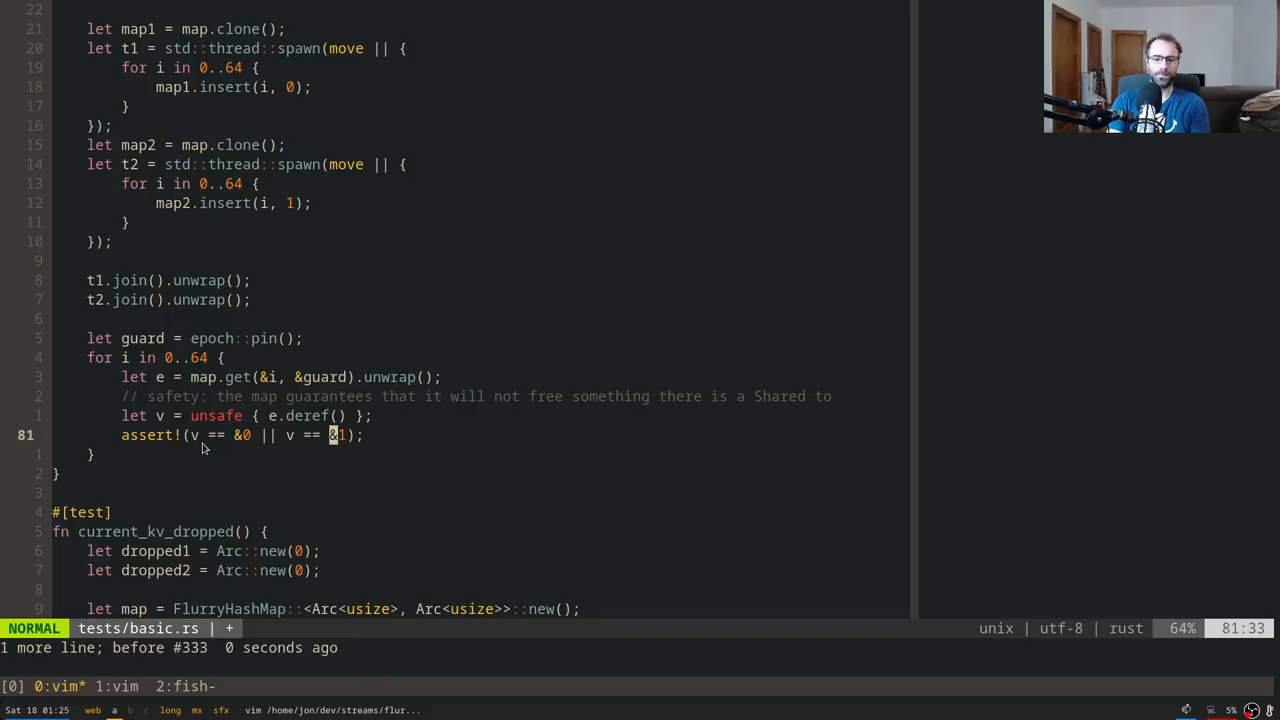 22
21     let map1 = map.clone();
20     let t1 = std::thread::spawn(move || {
19         for i in 0..64 {
18             map1.insert(i, 0);
17         }
16     });
15     let map2 = map.clone();
14     let t2 = std::thread::spawn(move || {
13         for i in 0..64 {
12             map2.insert(i, 1);
11         }
10     });
9
8     t1.join().unwrap();
7     t2.join().unwrap();
6
5     let guard = epoch::pin();
4     for i in 0..64 {
3         let e = map.get(&i, &guard).unwrap();
2         // safety: the map guarantees that it will not free something there is a Shared to
1         let v = unsafe { e.deref() };
81         assert!(v == &0 || v == &1);
1     }
2 }
3
4 #[test]
5 fn current_kv_dropped() {
6     let dropped1 = Arc::new(0);
7     let dropped2 = Arc::new(0);
8
9     let map = FlurryHashMap::<Arc<usize>, Arc<usize>>::new();
NORMAL tests/basic.rs | + unix | utf-8 | rust 64% 81:33
1 more line; before #333 0 seconds ago
[0] 0:vim* 1:vim 2:fish-
Sat 18 01:25 web a b c long mx sfx vim /home/jon/dev/streams/flur... 5%